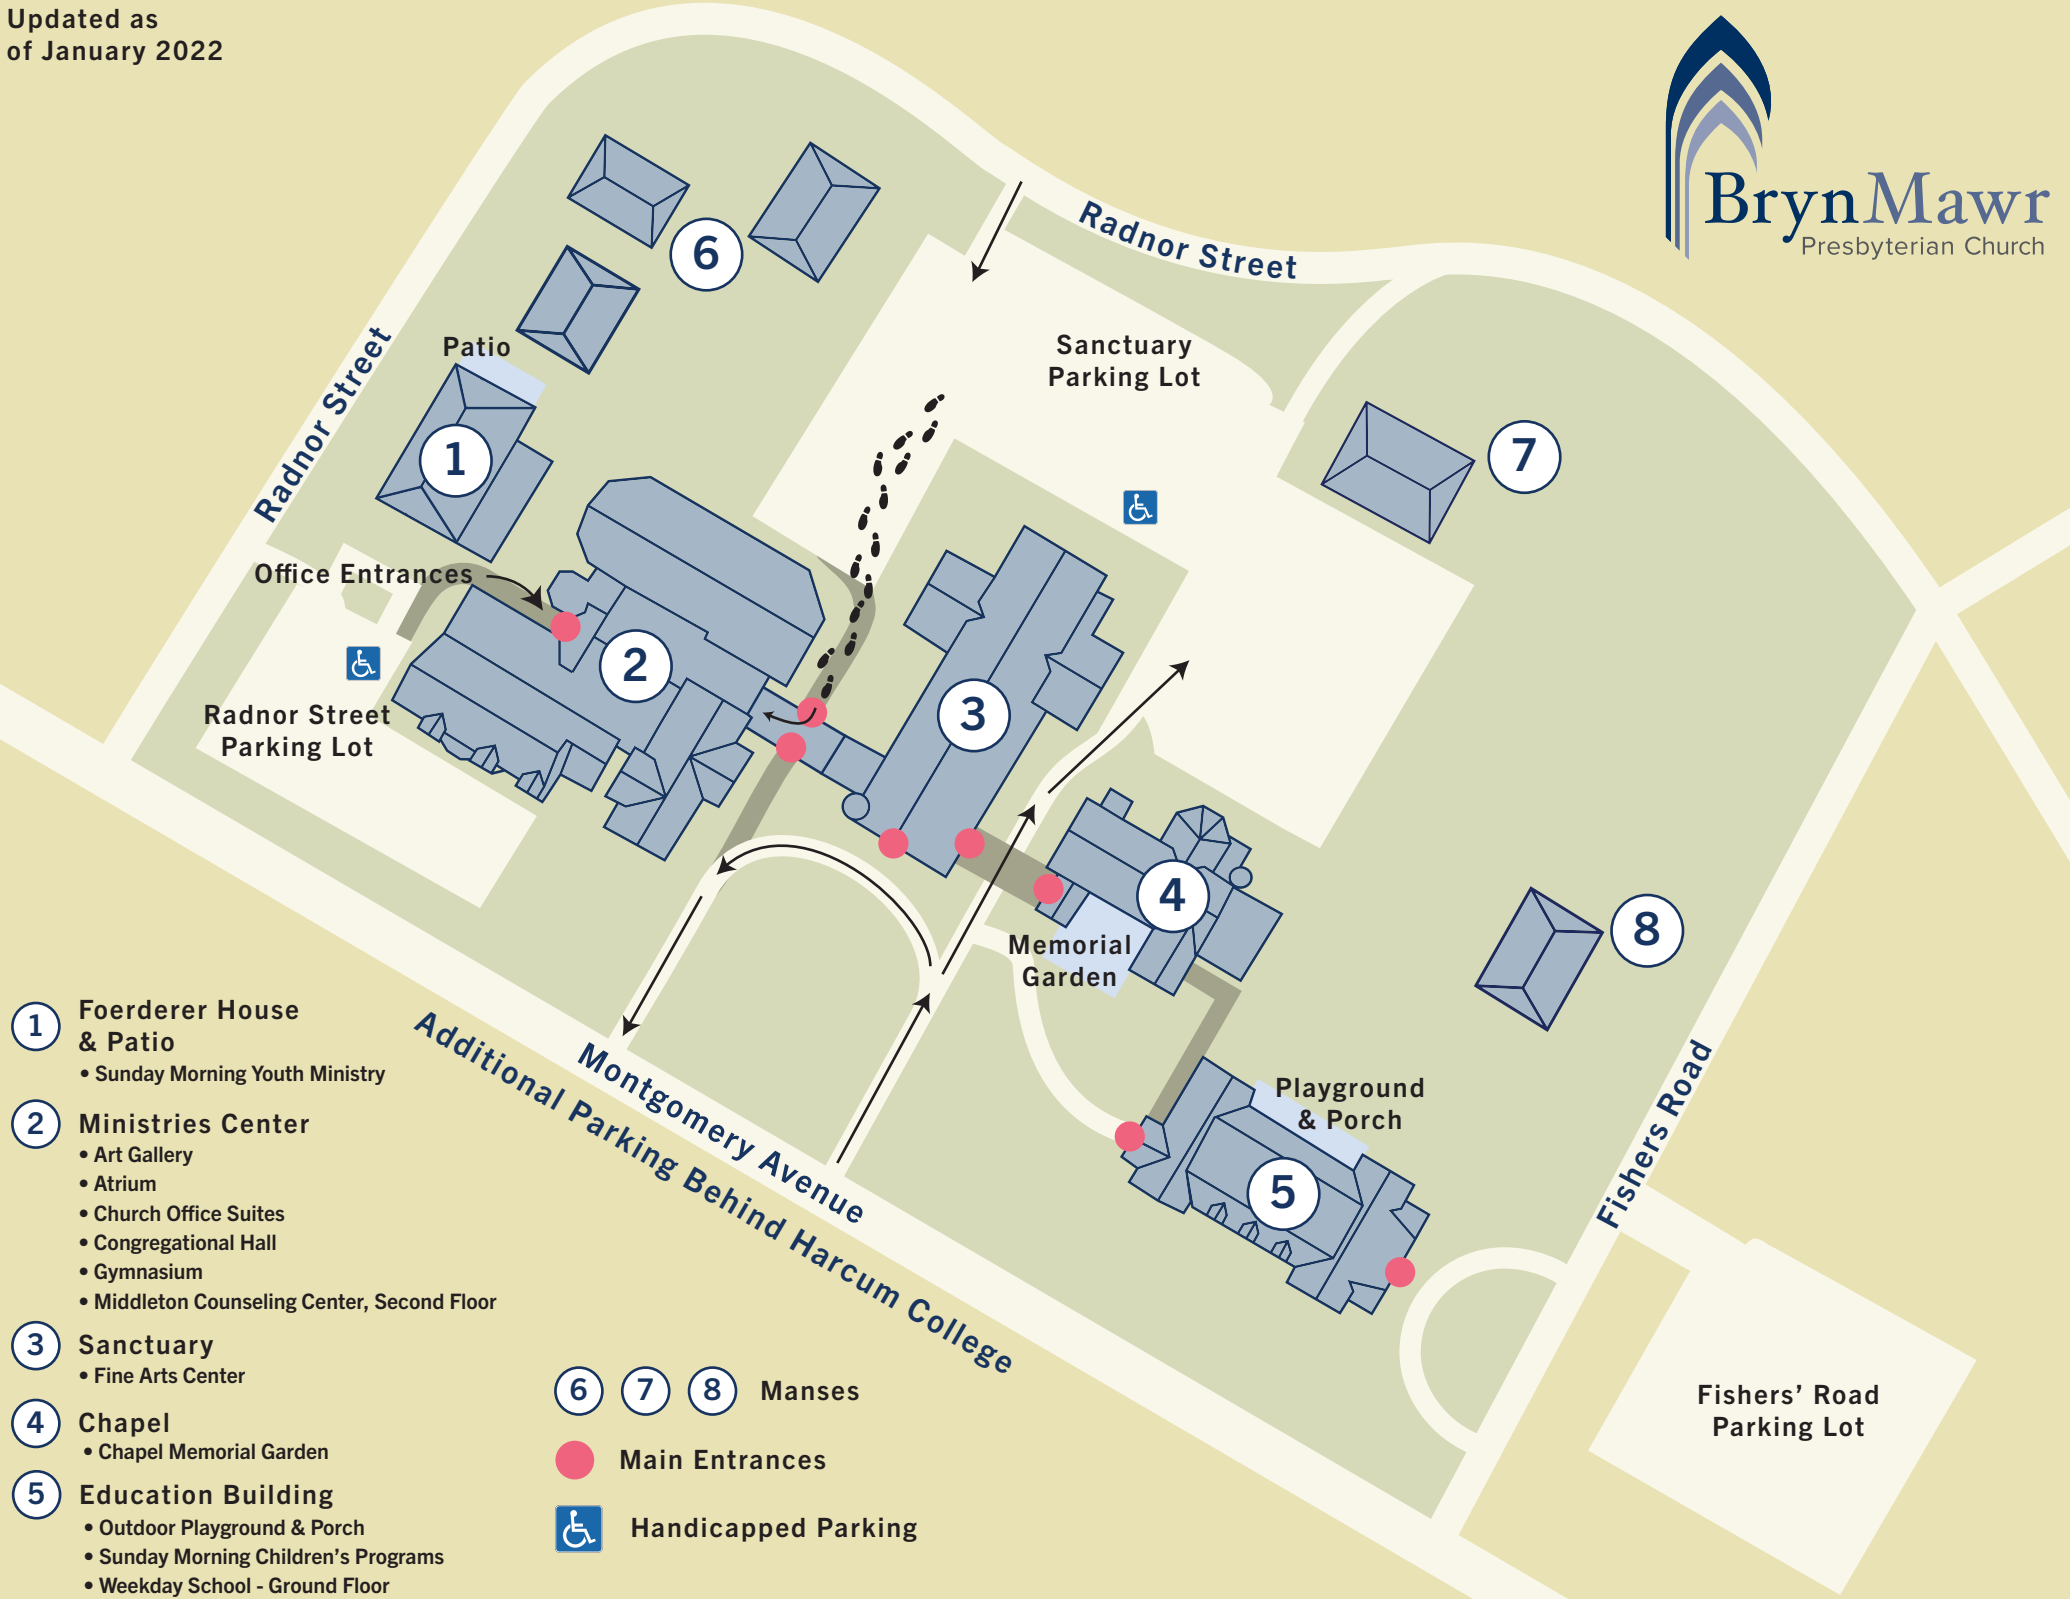 Updated as
of January 2022
BrynMawr
Presbyterian Church
Radnor Street
6
Patio
Sanctuary
Parking Lot
Radnor Street
1
7
Office Entrances
2
3
Radnor Street
Parking Lot
4
8
Memorial
Garden
Playground
& Porch
5
Montgomery Avenue
Additional Parking Behind Harcum College
Fishers Road
Fishers’ Road
Parking Lot
1 Foerderer House
& Patio
• Sunday Morning Youth Ministry
2 Ministries Center
• Art Gallery
• Atrium
• Church Office Suites
• Congregational Hall
• Gymnasium
• Middleton Counseling Center, Second Floor
3 Sanctuary
• Fine Arts Center
4 Chapel
• Chapel Memorial Garden
5 Education Building
• Outdoor Playground & Porch
• Sunday Morning Children’s Programs
• Weekday School - Ground Floor
6 7 8 Manses
Main Entrances
Handicapped Parking